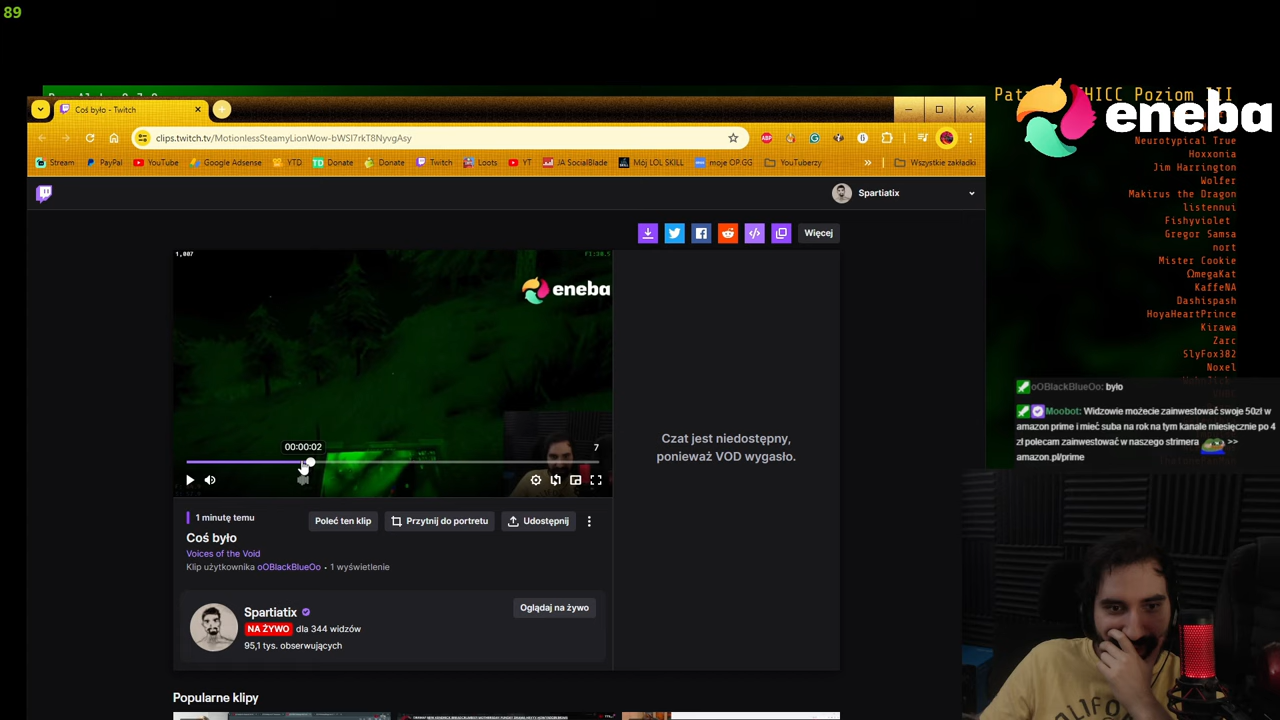 89
Coś było - Twitch
clips.twitch.tv/MotionlessSteamyLionWow-bWSl7rkT8NyvgAsy
Stream
PayPal
YouTube
Google Adsense
YTD
Donate
Donate
Twitch
Loots
YT
JA SocialBlade
Mój LOL SKILL
moje OP.GG
YouTuberzy
Wszystkie zakładki
Spartiatix
Więcej
1,007
eneba
00:00:02
7
Czat jest niedostępny,
ponieważ VOD wygasło.
1 minutę temu
Poleć ten klip
Przytnij do portretu
Udostępnij
Coś było
Voices of the Void
Klip użytkownika oOBlackBlueOo • 1 wyświetlenie
Spartiatix
NA ŻYWO dla 344 widzów
95,1 tys. obserwujących
Oglądaj na żywo
Popularne klipy
eneba
Neurotypical True
Hoxxonia
Jim Harrington
Wolfer
Makirus the Dragon
listennui
Fishyviolet
Gregor Samsa
nort
Mister Cookie
ΩmegaKat
KaffeNA
Dashispash
HoyaHeartPrince
Kirawa
Zarc
SlyFox382
Noxel
oOBlackBlueOo: było
Moobot: Widzowie możecie zainwestować swoje 50zł w
amazon prime i mieć suba na rok na tym kanale miesięcznie po 4
zł polecam zainwestować w naszego strimera >>
amazon.pl/prime